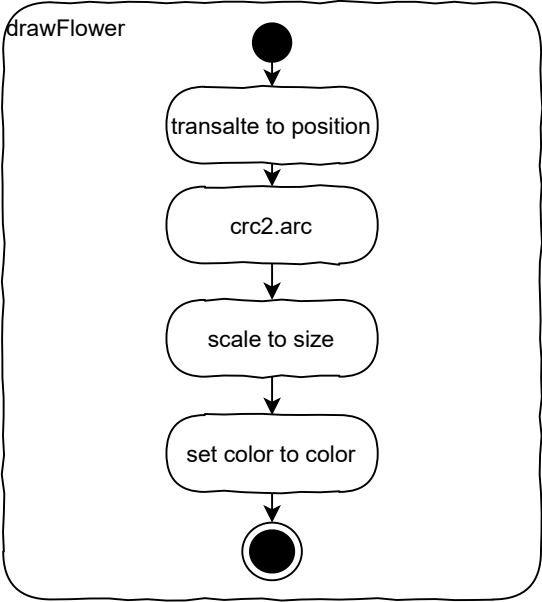 drawFlower
transalte to position
crc2.arc
scale to size
set color to color